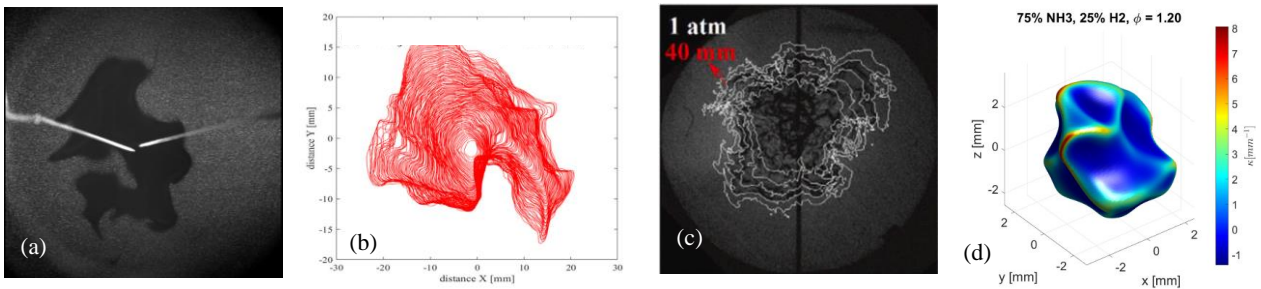 (a)
20
15
10
5
0
-5
-10
-15
-20
distance Y [mm]
-30
-20
-10
0
10
20
30
distance X [mm]
(b)
1 atm
40 mm
(c)
75% NH3, 25% H2, ϕ = 1.20
2
0
-2
z [mm]
2
0
-2
y [mm]
-2
0
2
x [mm]
8
7
6
5
4
3
2
1
0
-1
κ[mm⁻¹]
(d)